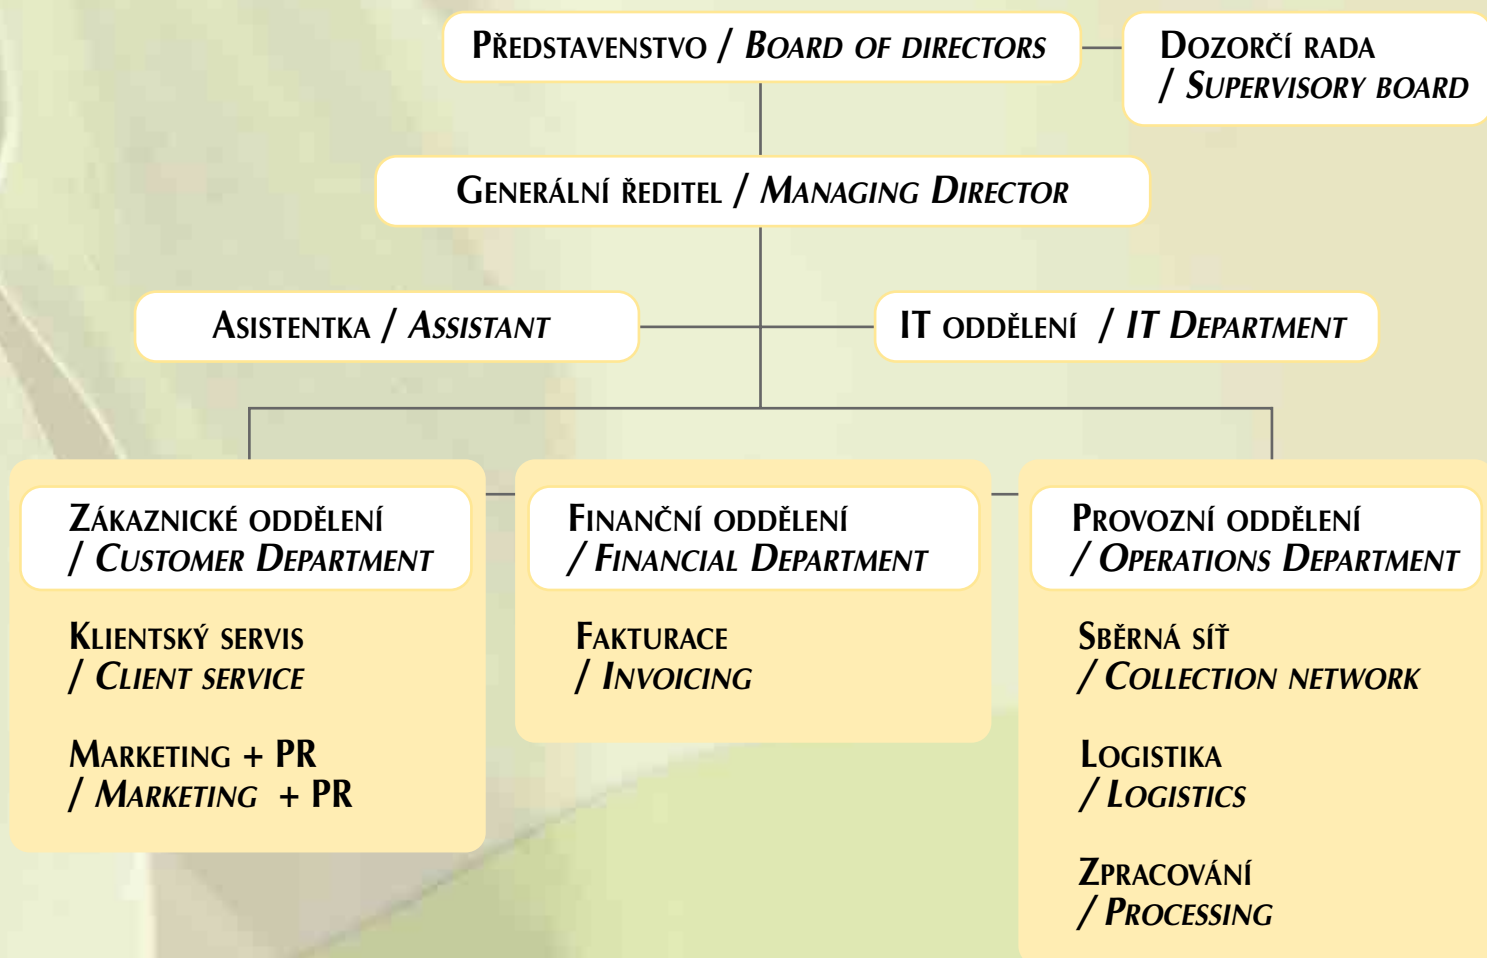 Představenstvo / Board of directors
Dozorčí rada
/ Supervisory board
Generální ředitel / Managing Director
Asistentka / Assistant
IT oddělení / IT Department
Zákaznické oddělení
/ Customer Department
Klientský servis
/ Client service
Marketing + PR
/ Marketing + PR
Finanční oddělení
/ Financial Department
Fakturace
/ Invoicing
Provozní oddělení
/ Operations Department
Sběrná síť
/ Collection network
Logistika
/ Logistics
Zpracování
/ Processing